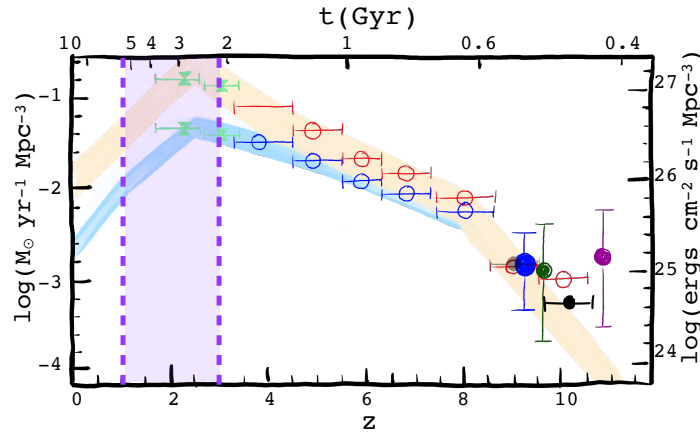 t(Gyr)
10 5 4 3 2 1 0.6 0.4
log(M⊙ yr⁻¹ Mpc⁻³)
-1
-2
-3
-4
27
26
25
24
log(ergs cm⁻² s⁻¹ Mpc⁻³)
0 2 4 6 8 10
z